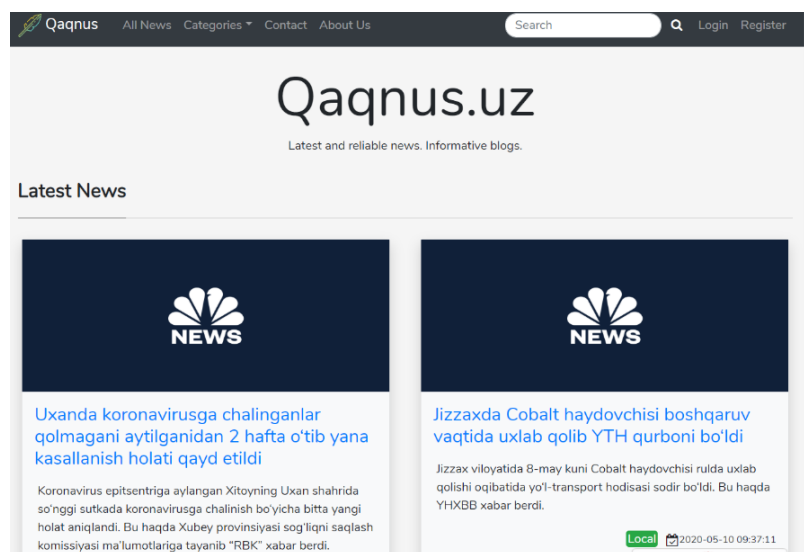 Qaqnus All News Categories Contact About Us Search Login Register
Qaqnus.uz
Latest and reliable news. Informative blogs.
Latest News
NEWS
Uxanda koronavirusga chalinganlar
qolmagani aytilganidan 2 hafta o'tib yana
kasallanish holati qayd etildi
Koronavirus epitsentriga aylangan Xitoyning Uxan shahrida
so'nggi sutkada koronavirusga chalinish bo'yicha bitta yangi
holat aniqlandi. Bu haqda Xubey provinsiyasi sog'liqni saqlash
komissiyasi ma'lumotlariga tayanib "RBK" xabar berdi.
NEWS
Jizzaxda Cobalt haydovchisi boshqaruv
vaqtida uxlab qolib YTH qurboni bo'ldi
Jizzax viloyatida 8-may kuni Cobalt haydovchisi rulda uxlab
qolishi oqibatida yo'l-transport hodisasi sodir bo'ldi. Bu haqda
YHXBB xabar berdi.
Local 2020-05-10 09:37:11